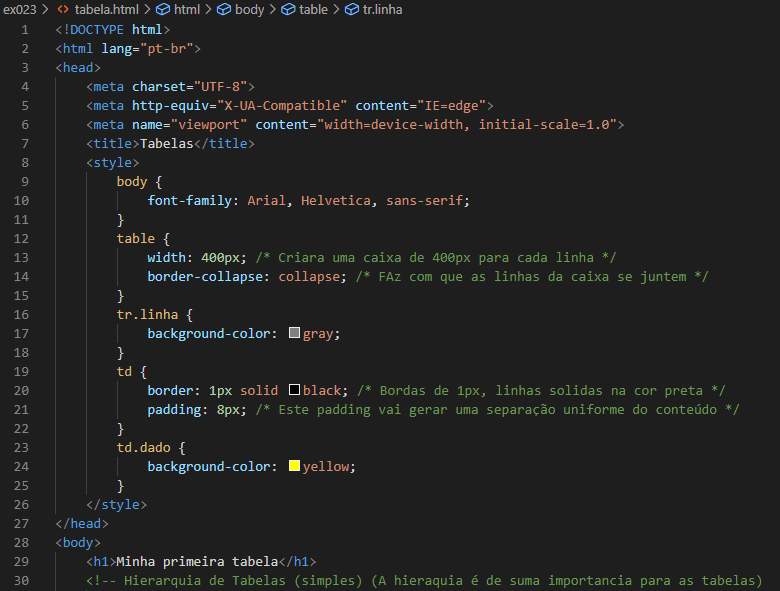 ex023 > tabela.html > html > body > table > tr.linha
1 <!DOCTYPE html>
2 <html lang="pt-br">
3 <head>
4 <meta charset="UTF-8">
5 <meta http-equiv="X-UA-Compatible" content="IE=edge">
6 <meta name="viewport" content="width=device-width, initial-scale=1.0">
7 <title>Tabelas</title>
8 <style>
9 body {
10 font-family: Arial, Helvetica, sans-serif;
11 }
12 table {
13 width: 400px; /* Criara uma caixa de 400px para cada linha */
14 border-collapse: collapse; /* FAz com que as linhas da caixa se juntem */
15 }
16 tr.linha {
17 background-color: gray;
18 }
19 td {
20 border: 1px solid black; /* Bordas de 1px, linhas solidas na cor preta */
21 padding: 8px; /* Este padding vai gerar uma separação uniforme do conteúdo */
22 }
23 td.dado {
24 background-color: yellow;
25 }
26 </style>
27 </head>
28 <body>
29 <h1>Minha primeira tabela</h1>
30 <!-- Hierarquia de Tabelas (simples) (A hieraquia é de suma importancia para as tabelas)